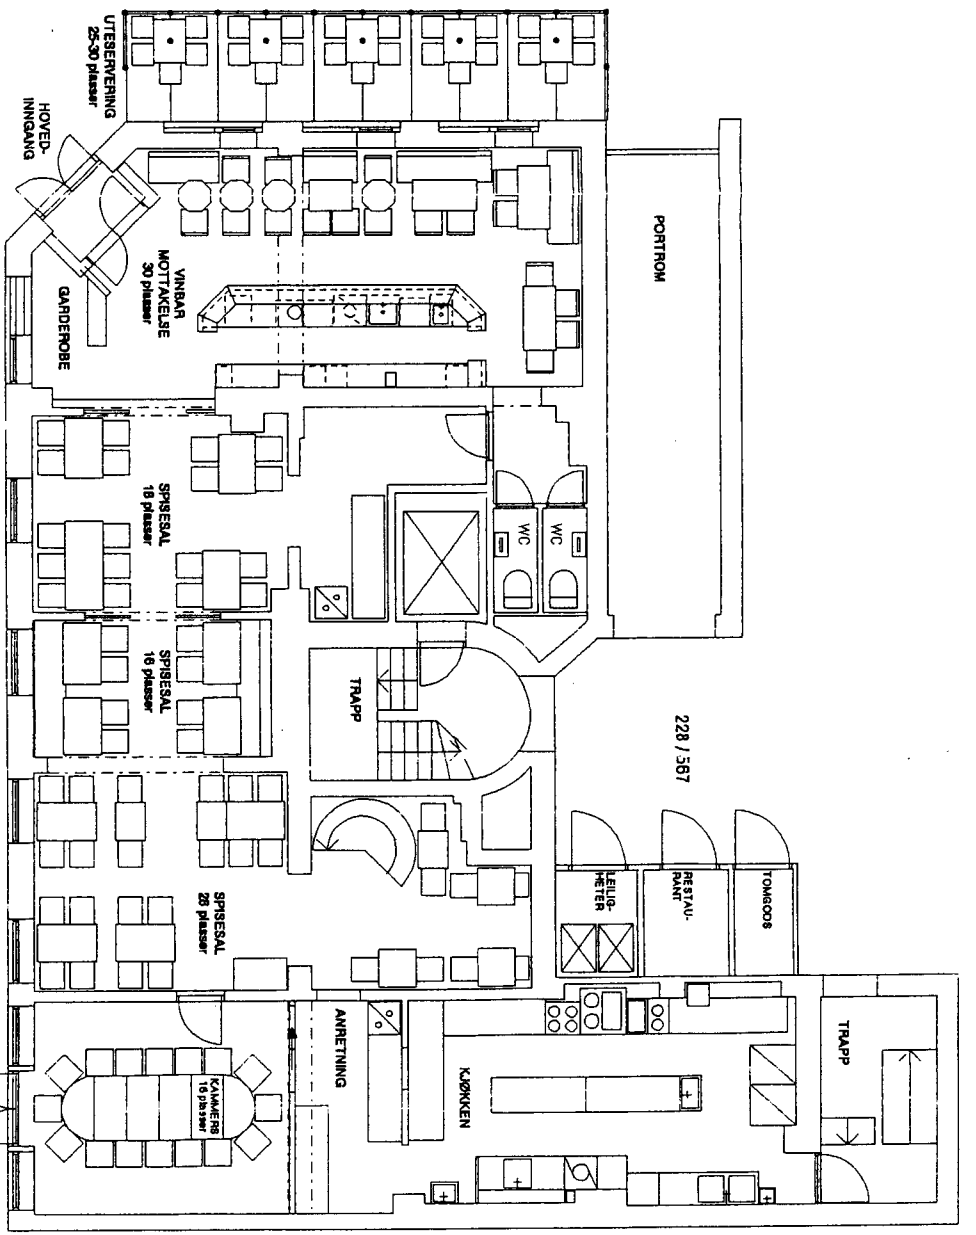 UTESERVERING
25-30 plasser
HOVED-
INNGANG
VINBAR
MOTTAKELSE
30 plasser
GARDEROBE
PORTROM
SPISESAL
18 plasser
WC
WC
SPISESAL
16 plasser
TRAPP
228 / 567
SPISESAL
28 plasser
LEILIG-
HETER
RESTAU-
RANT
TOMGODS
ANRETNING
KJØKKEN
TRAPP
KAMMERS
16 plasser